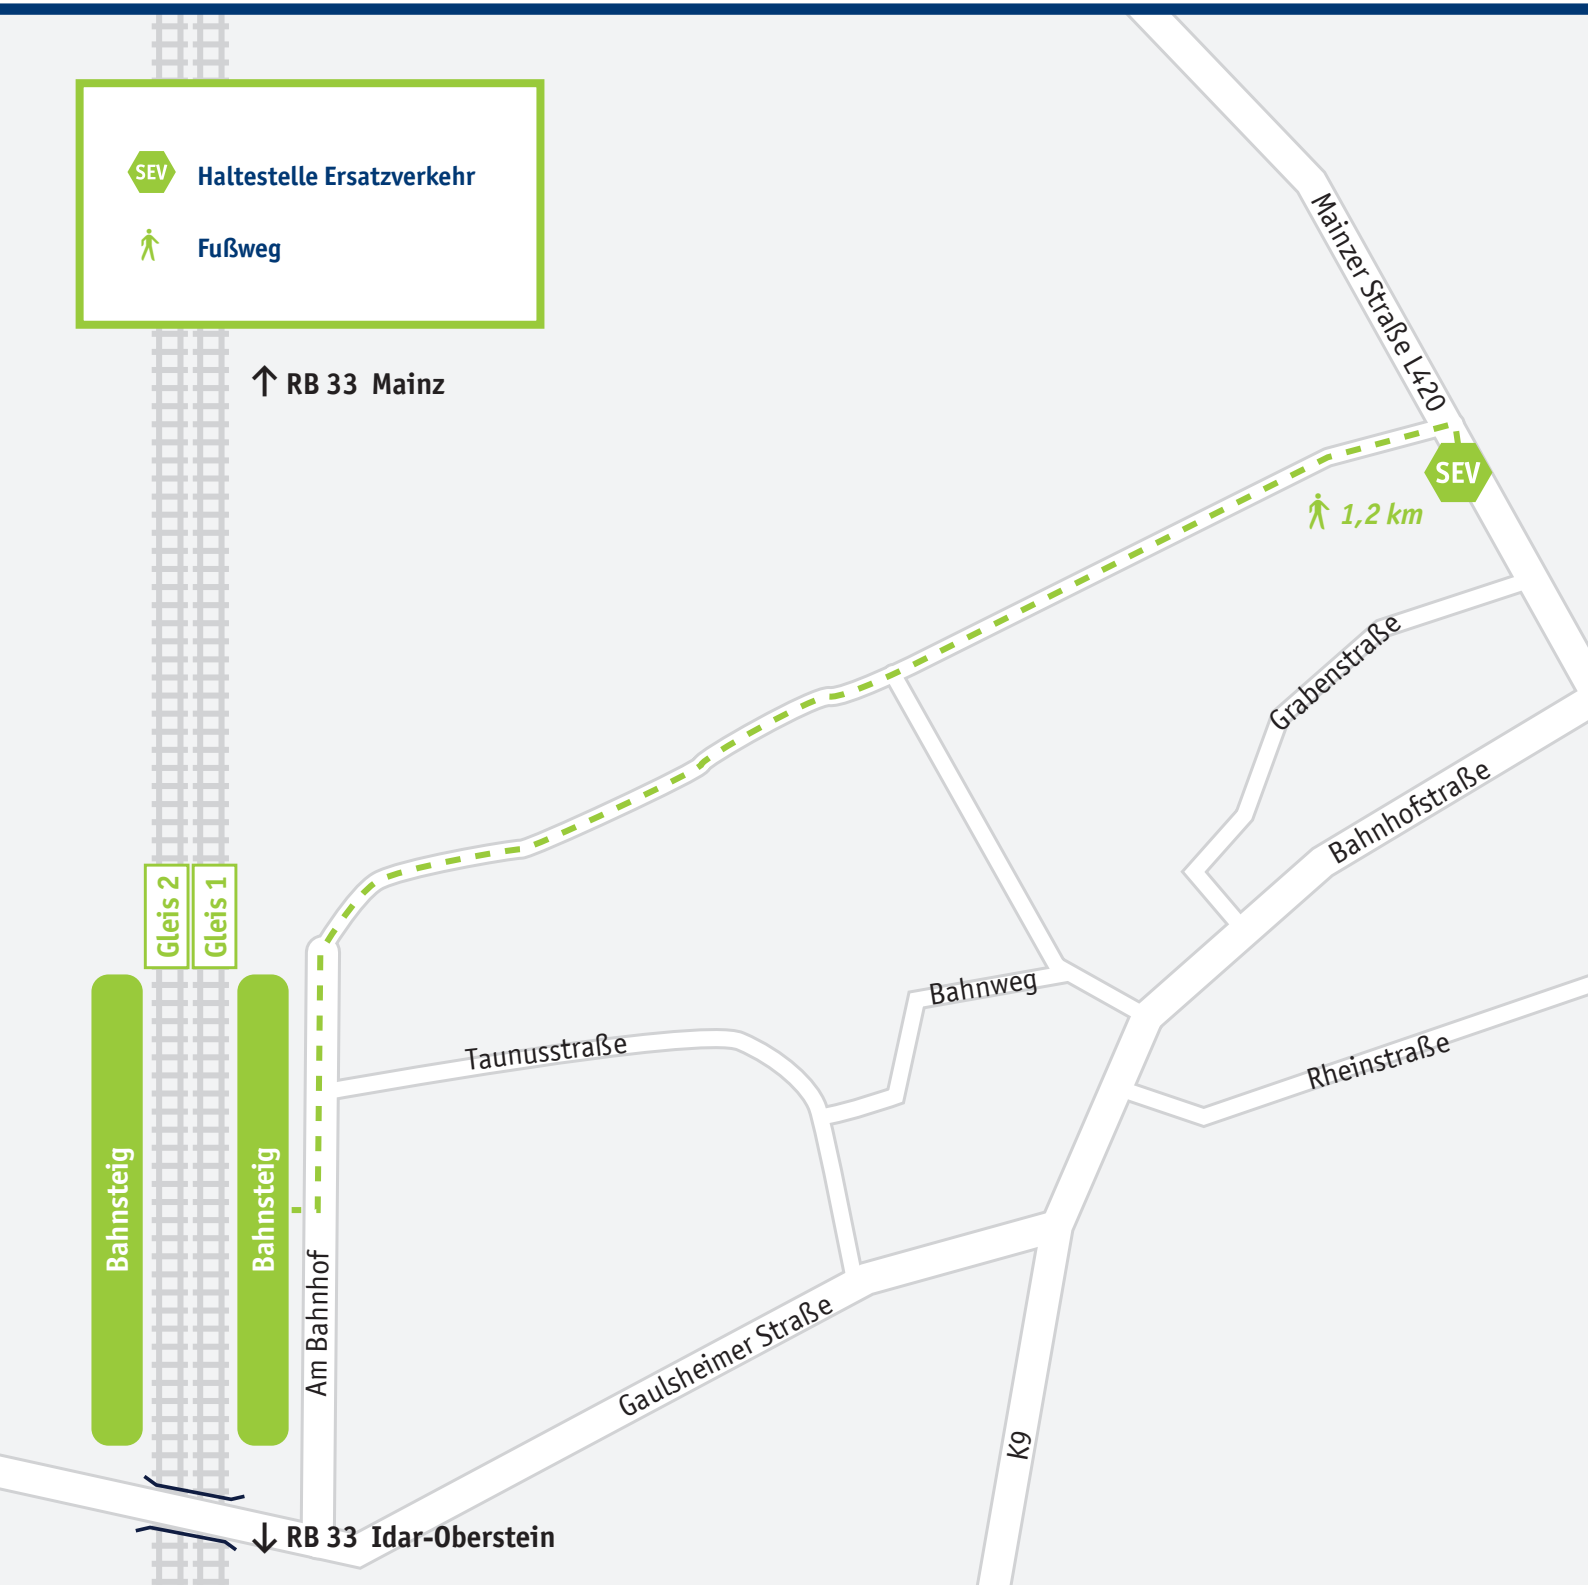 SEV Haltestelle Ersatzverkehr
Fußweg
↑ RB 33 Mainz
Mainzer Straße L420
SEV
1,2 km
Grabenstraße
Bahnhofstraße
Gleis 2
Gleis 1
Bahnweg
Taunusstraße
Rheinstraße
Bahnsteig
Bahnsteig
Am Bahnhof
Gaulsheimer Straße
K9
↓ RB 33 Idar-Oberstein